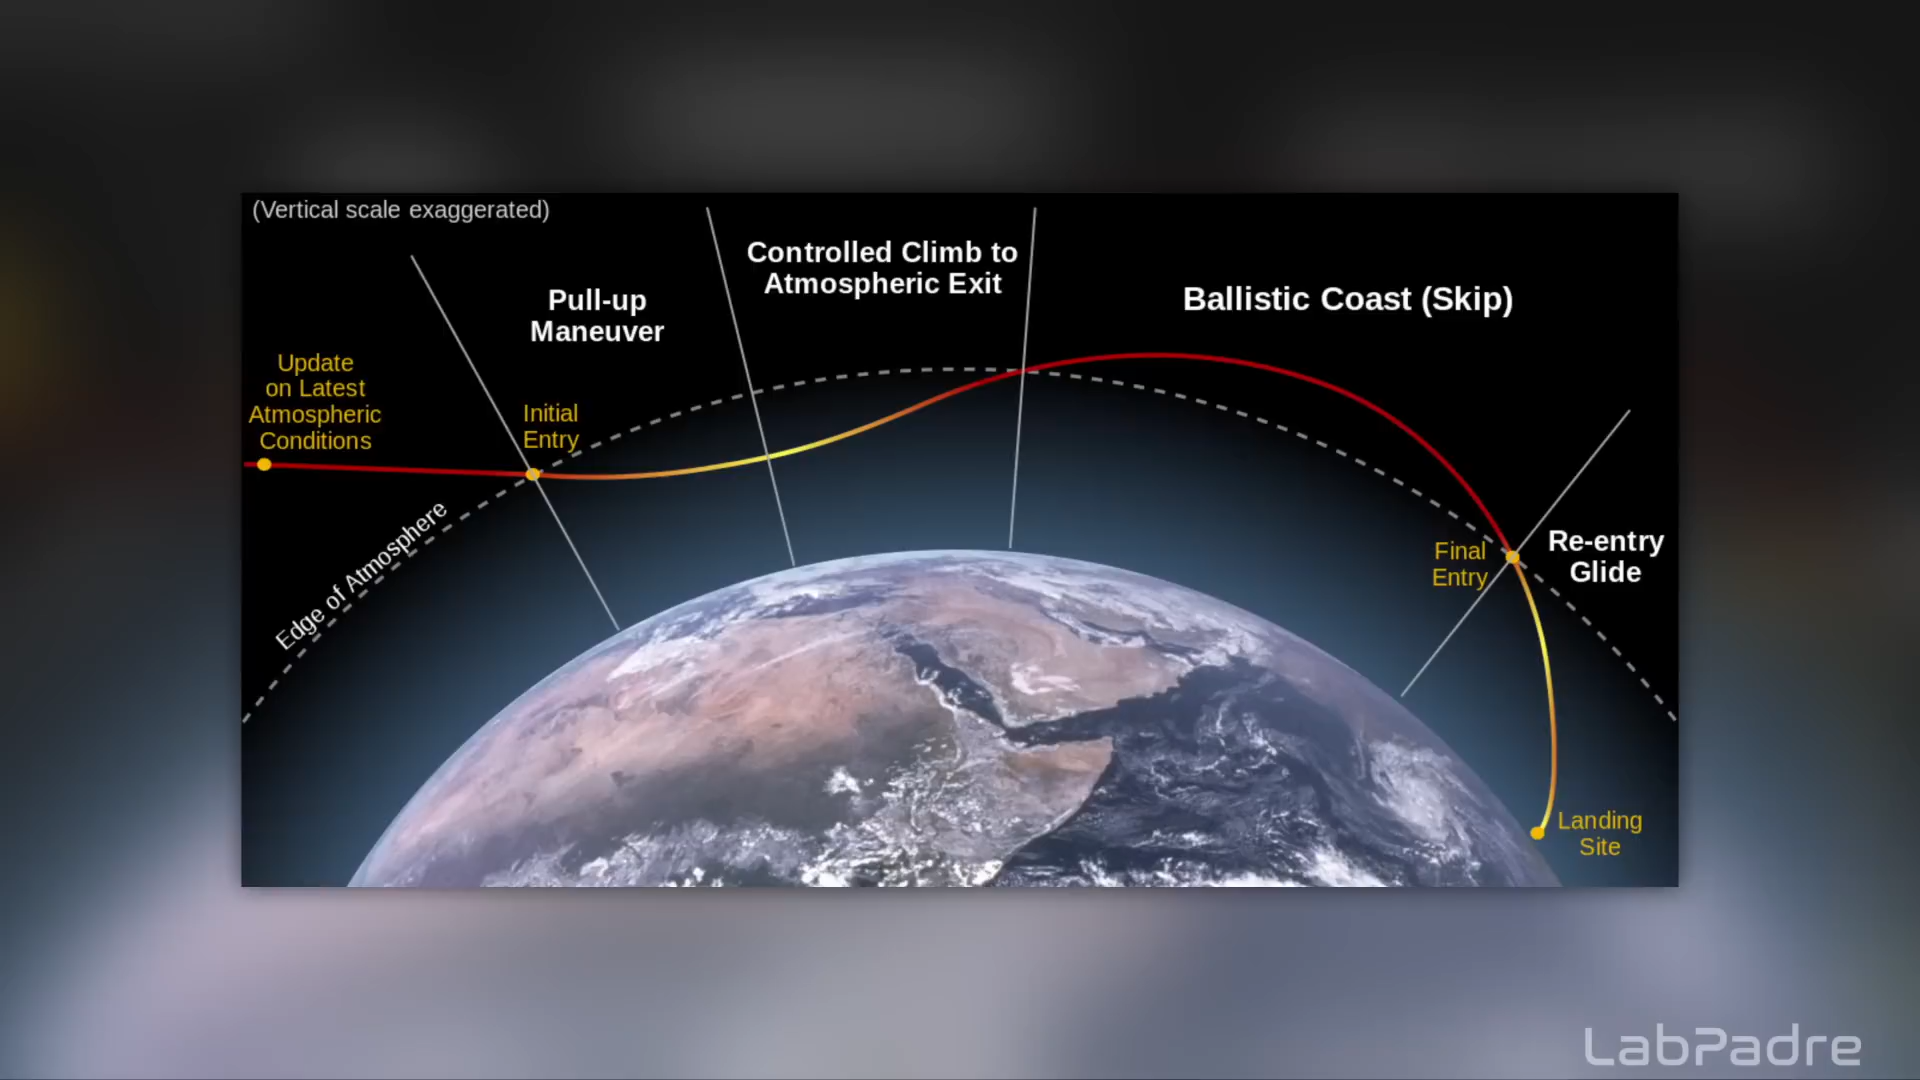 (Vertical scale exaggerated)
Controlled Climb to
Atmospheric Exit
Pull-up
Maneuver
Ballistic Coast (Skip)
Update
on Latest
Atmospheric
Conditions
Initial
Entry
Edge of Atmosphere
Final
Entry
Re-entry
Glide
Landing
Site
LabPadre